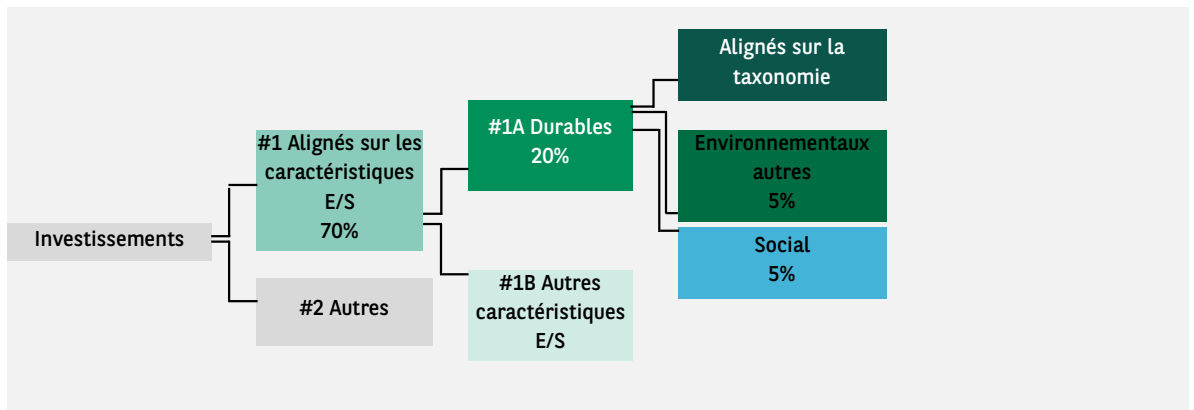 Alignés sur la
taxonomie
#1A Durables
20%
#1 Alignés sur les
caractéristiques
E/S
70%
Environnementaux
autres
5%
Investissements
Social
5%
#2 Autres
#1B Autres
caractéristiques
E/S